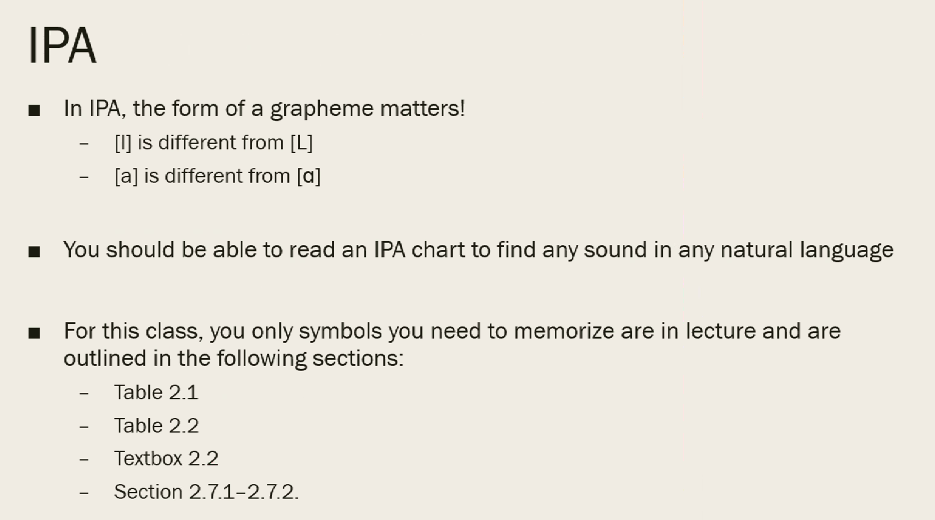 IPA
■ In IPA, the form of a grapheme matters!
– [l] is different from [L]
– [a] is different from [ɑ]
■ You should be able to read an IPA chart to find any sound in any natural language
■ For this class, you only symbols you need to memorize are in lecture and are
outlined in the following sections:
– Table 2.1
– Table 2.2
– Textbox 2.2
– Section 2.7.1–2.7.2.